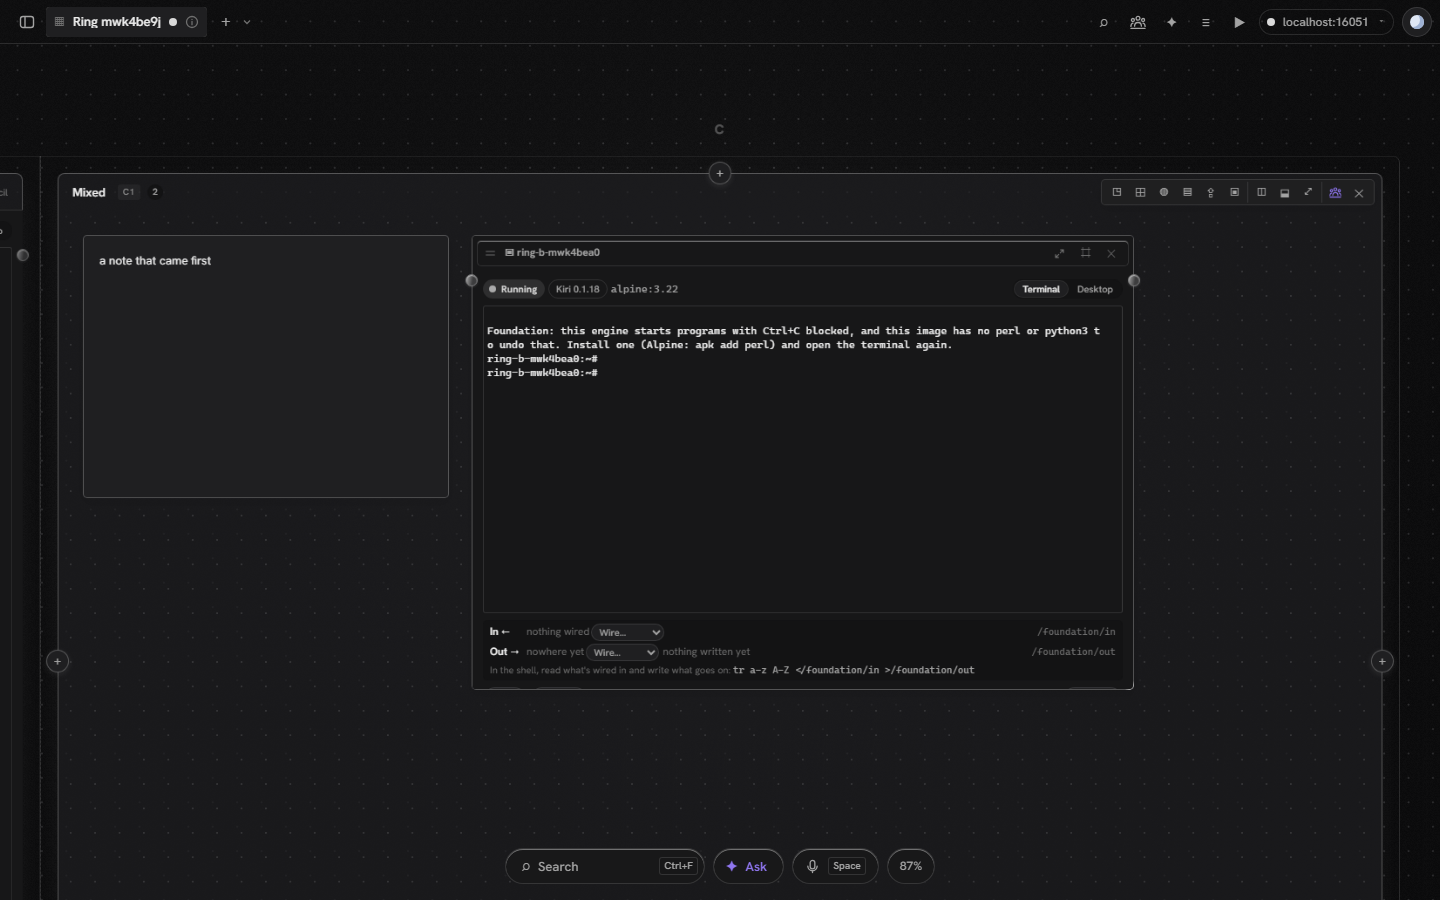 Ring mwk4be9j
localhost:16051
C
Mixed C1 2
a note that came first
ring-b-mwk4bea0
Running Kiri 0.1.18 alpine:3.22 Terminal Desktop
Foundation: this engine starts programs with Ctrl+C blocked, and this image has no perl or python3 t
o undo that. Install one (Alpine: apk add perl) and open the terminal again.
ring-b-mwk4bea0:~#
ring-b-mwk4bea0:~#
In ← nothing wired Wire... /foundation/in
Out → nowhere yet Wire... nothing written yet /foundation/out
In the shell, read what's wired in and write what goes on: tr a-z A-Z </foundation/in >/foundation/out
Search Ctrl+F Ask Space 87%